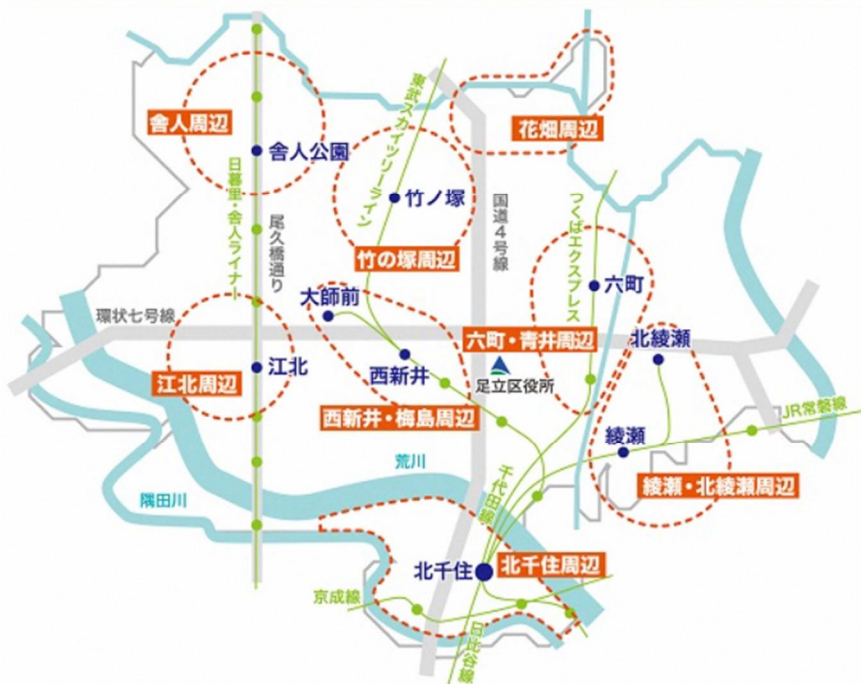 舎人周辺
舎人公園
日暮里・舎人ライナー
尾久橋通り
東武スカイツリーライン
竹ノ塚
竹の塚周辺
花畑周辺
国道4号線
つくばエクスプレス
六町
六町・青井周辺
大師前
環状七号線
江北周辺
江北
西新井
西新井・梅島周辺
足立区役所
北綾瀬
綾瀬
JR常磐線
綾瀬・北綾瀬周辺
荒川
隅田川
千代田線
北千住
北千住周辺
京成線
日比谷線